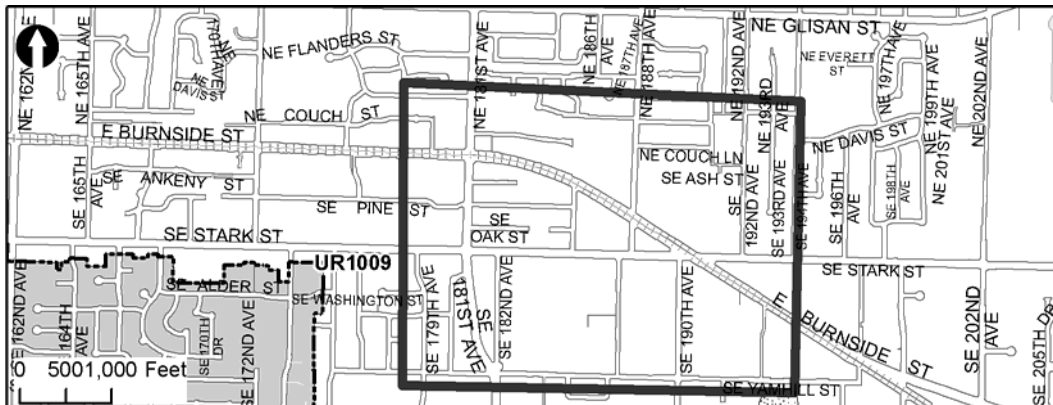 NE GLISAN ST
NE 162ND
NE 165TH AVE
NE
170TH AVE
NE FLANDERS ST
NE 181ST AVE
NE 186TH
AVE
NE 187TH AVE
NE 188TH AVE
NE 192ND AVE
NE 193RD
AVE
NE EVERETT
ST
NE 197TH AVE
NE 199TH AVE
NE 201ST AVE
NE 202ND AVE
NE
DAVIS ST
NE COUCH ST
E BURNSIDE ST
NE DAVIS ST
NE COUCH LN
SE ASH ST
SE 165TH
AVE
SE ANKENY ST
SE PINE ST
SE
OAK ST
SE
192ND AVE
SE 193RD AVE
SE 194TH AVE
SE 196TH
AVE
SE 198TH
AVE
SE STARK ST
SE STARK ST
UR1009
SE ALDER ST
SE WASHINGTON ST
SE 162ND AVE
164TH
AVE
SE 170TH
DR
SE 172ND AVE
SE 179TH AVE
SE
181ST AVE
SE 182ND AVE
SE 190TH AVE
E BURNSIDE ST
SE 202ND
AVE
SE 205TH
DR
0 500 1,000 Feet
SE YAMHILL ST